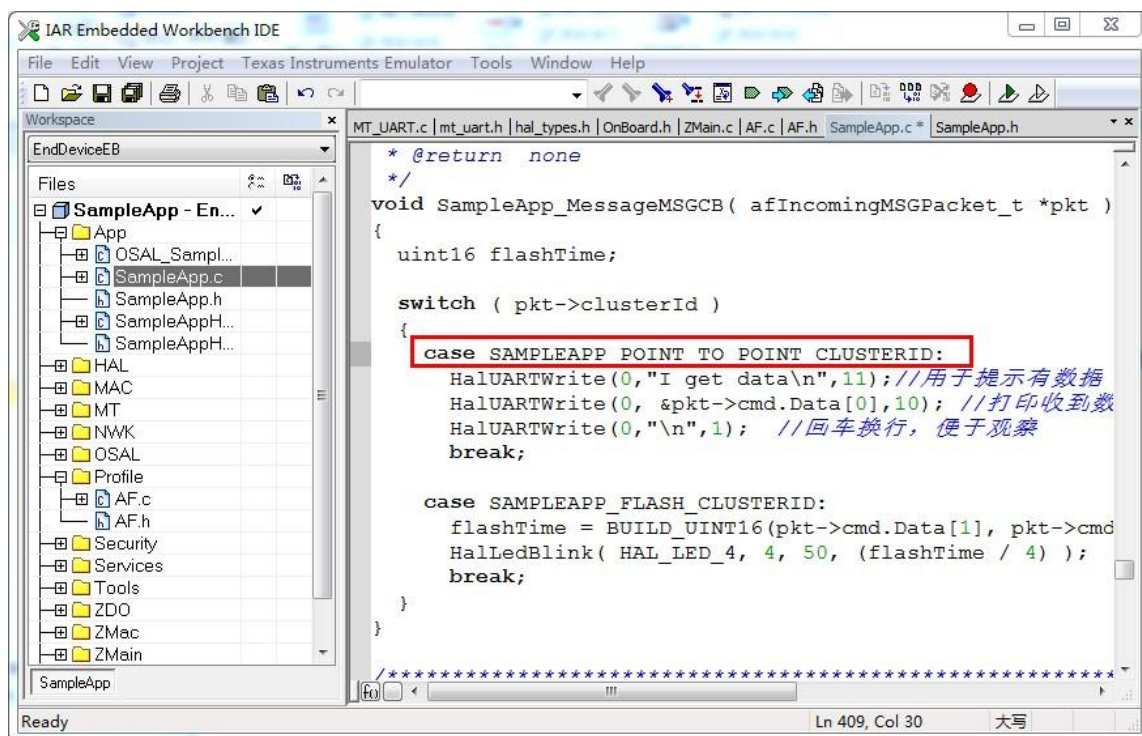 IAR Embedded Workbench IDE
File Edit View Project Texas Instruments Emulator Tools Window Help
Workspace
EndDeviceEB
Files
SampleApp - En...
App
OSAL_Sampl...
SampleApp.c
SampleApp.h
SampleAppH...
SampleAppH...
HAL
MAC
MT
NWK
OSAL
Profile
AF.c
AF.h
Security
Services
Tools
ZDO
ZMac
ZMain
SampleApp
MT_UART.c | mt_uart.h | hal_types.h | OnBoard.h | ZMain.c | AF.c | AF.h SampleApp.c * SampleApp.h
* @return none
*/
void SampleApp_MessageMSGCB( afIncomingMSGPacket_t *pkt )
{
uint16 flashTime;
switch ( pkt->clusterId )
{
case SAMPLEAPP_POINT_TO_POINT_CLUSTERID:
HalUARTWrite(0,"I get data\n",11);//用于提示有数据
HalUARTWrite(0, &pkt->cmd.Data[0],10); //打印收到数
HalUARTWrite(0,"\n",1); //回车换行，便于观察
break;
case SAMPLEAPP_FLASH_CLUSTERID:
flashTime = BUILD_UINT16(pkt->cmd.Data[1], pkt->cmd
HalLedBlink( HAL_LED_4, 4, 50, (flashTime / 4) );
break;
}
}
/*********************************************************
Ready
Ln 409, Col 30
大写